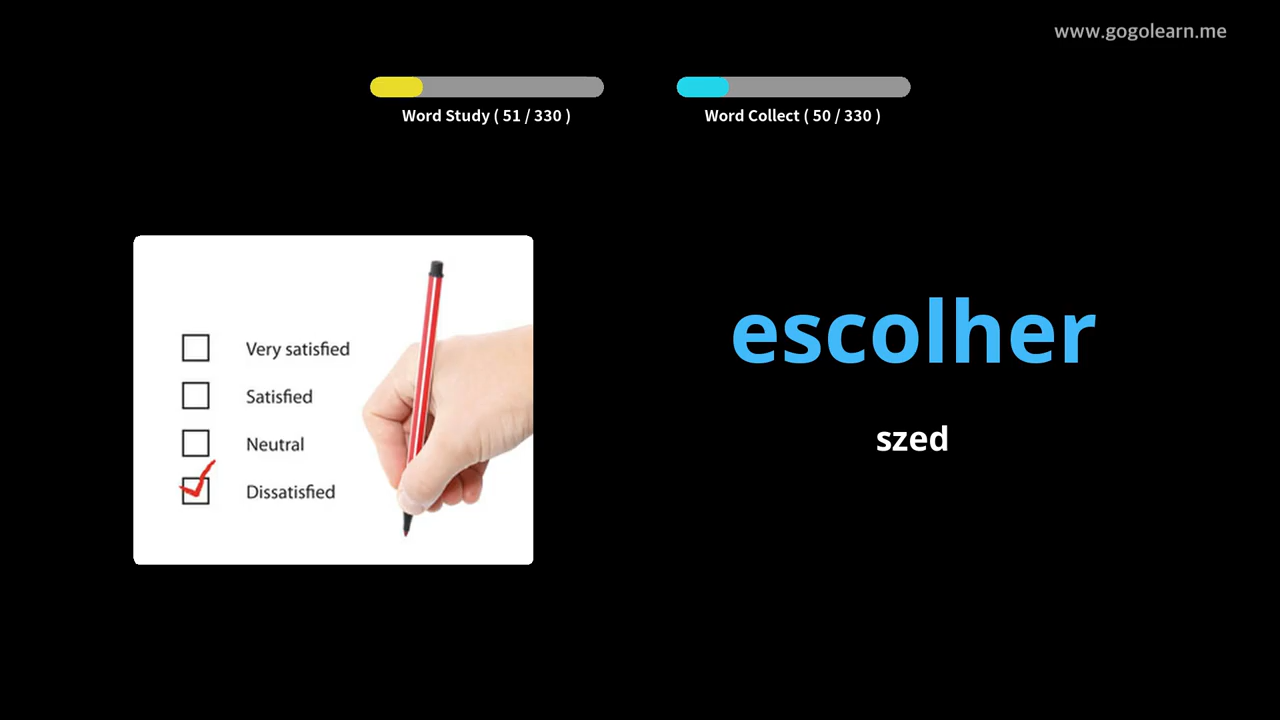 www.gogolearn.me
Word Study ( 51 / 330 )
Word Collect ( 50 / 330 )
Very satisfied
Satisfied
Neutral
Dissatisfied
escolher
szed